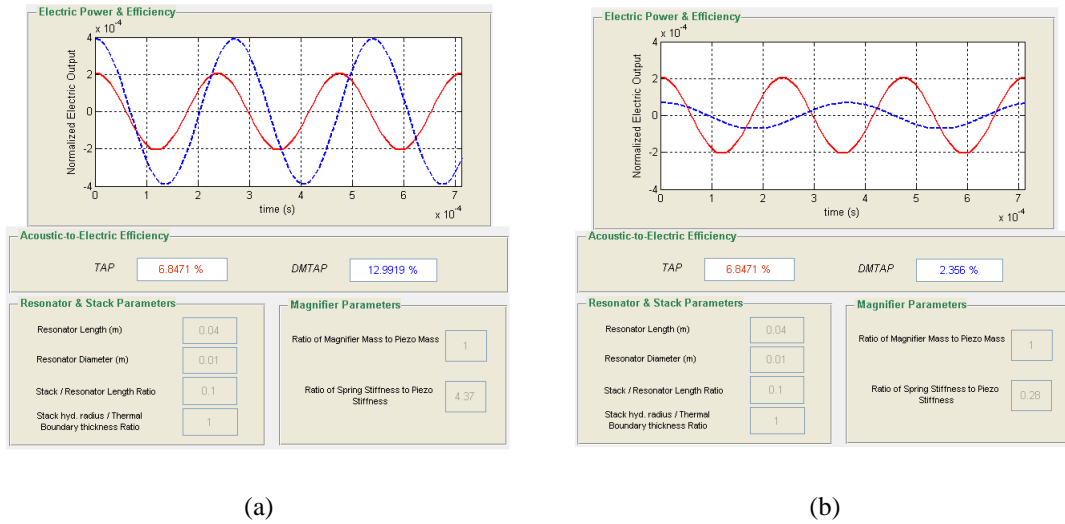 Electric Power & Efficiency
x 10⁻⁴
Normalized Electric Output
4
2
0
-2
-4
0 1 2 3 4 5 6 7
time (s)
x 10⁻⁴
Acoustic-to-Electric Efficiency
TAP 6.8471 % DMTAP 12.9919 %
Resonator & Stack Parameters
Resonator Length (m) 0.04
Resonator Diameter (m) 0.01
Stack / Resonator Length Ratio 0.1
Stack hyd. radius / Thermal
Boundary thickness Ratio 1
Magnifier Parameters
Ratio of Magnifier Mass to Piezo Mass 1
Ratio of Spring Stiffness to Piezo
Stiffness 4.37
(a)
Electric Power & Efficiency
x 10⁻⁴
Normalized Electric Output
4
2
0
-2
-4
0 1 2 3 4 5 6 7
time (s)
x 10⁻⁴
Acoustic-to-Electric Efficiency
TAP 6.8471 % DMTAP 2.356 %
Resonator & Stack Parameters
Resonator Length (m) 0.04
Resonator Diameter (m) 0.01
Stack / Resonator Length Ratio 0.1
Stack hyd. radius / Thermal
Boundary thickness Ratio 1
Magnifier Parameters
Ratio of Magnifier Mass to Piezo Mass 1
Ratio of Spring Stiffness to Piezo
Stiffness 0.28
(b)